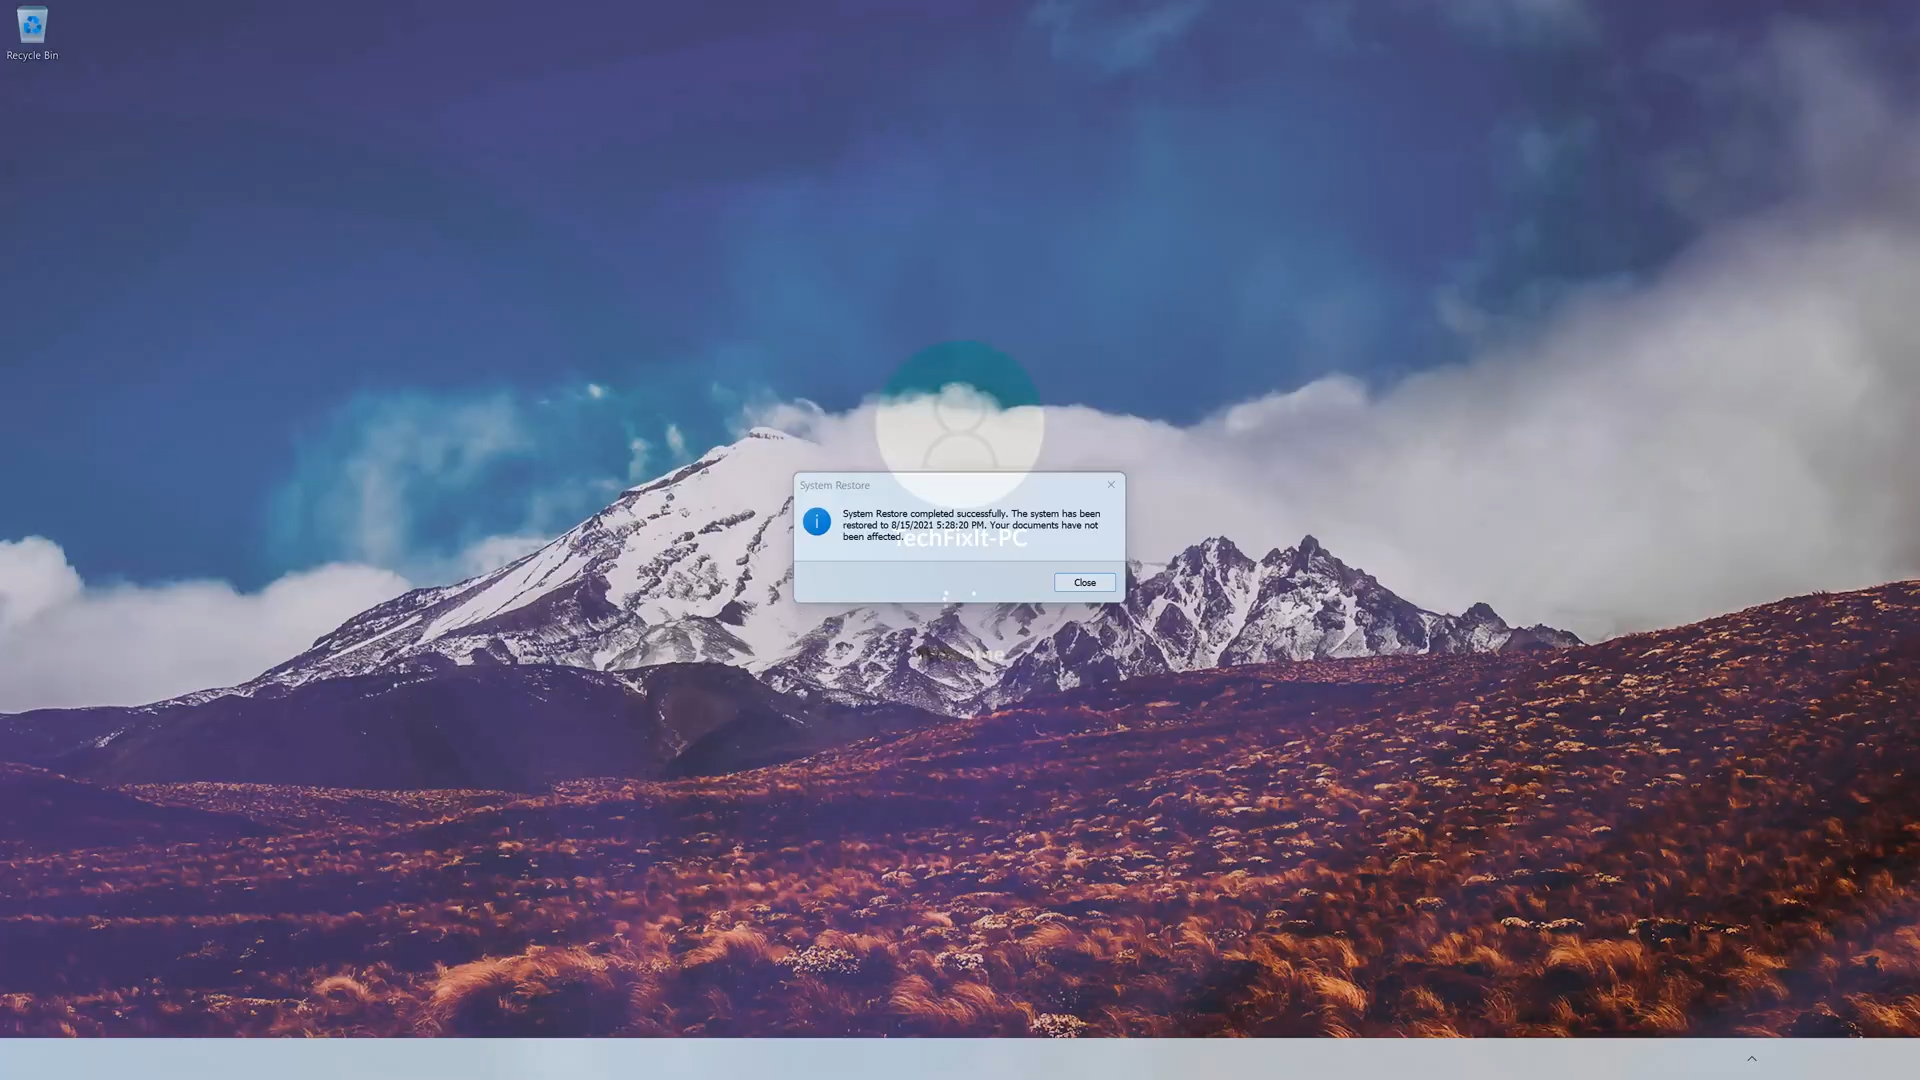 Recycle Bin
System Restore
System Restore completed successfully. The system has been
restored to 8/15/2021 5:28:20 PM. Your documents have not
been affected.
TechFixIt-PC
Close